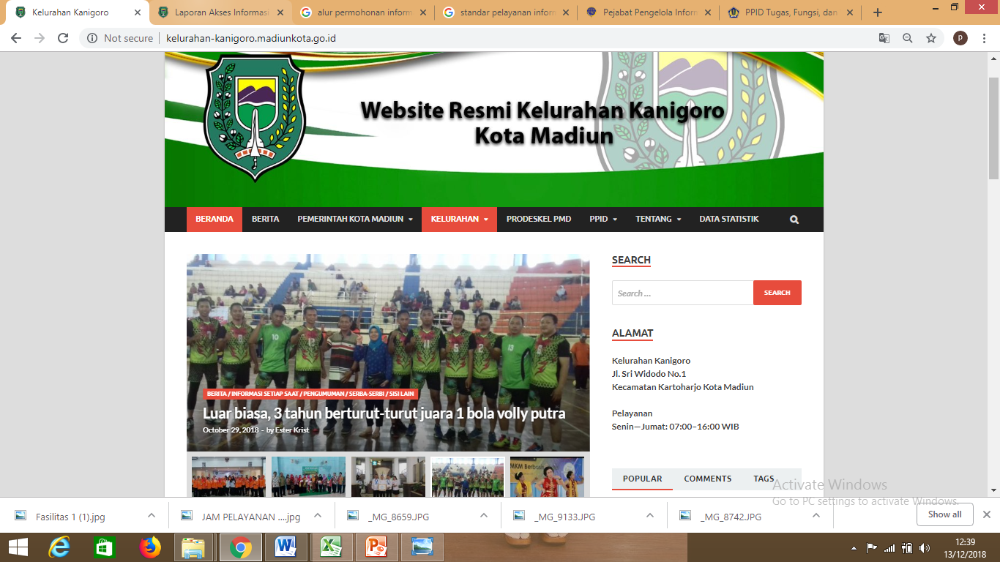 Kelurahan Kanigoro
Laporan Akses Informasi
alur permohonan inform
standar pelayanan inform
Pejabat Pengelola Inform
PPID Tugas, Fungsi, dan
Not secure
kelurahan-kanigoro.madiunkota.go.id
p
Website Resmi Kelurahan Kanigoro
Kota Madiun
BERANDA
BERITA
PEMERINTAH KOTA MADIUN
KELURAHAN
PRODESKEL PMD
PPID
TENTANG
DATA STATISTIK
BERITA / INFORMASI SETIAP SAAT / PENGUMUMAN / SERBA-SERBI / SISI LAIN
Luar biasa, 3 tahun berturut-turut juara 1 bola volly putra
October 29, 2018 - by Ester Krist
SEARCH
Search ...
SEARCH
ALAMAT
Kelurahan Kanigoro
Jl. Sri Widodo No.1
Kecamatan Kartoharjo Kota Madiun
Pelayanan
Senin—Jumat: 07:00–16:00 WIB
POPULAR
COMMENTS
TAGS
Activate Windows
Go to PC settings to activate Windows.
Fasilitas 1 (1).jpg
JAM PELAYANAN ....jpg
_MG_8659.JPG
_MG_9133.JPG
_MG_8742.JPG
Show all
12:39
13/12/2018